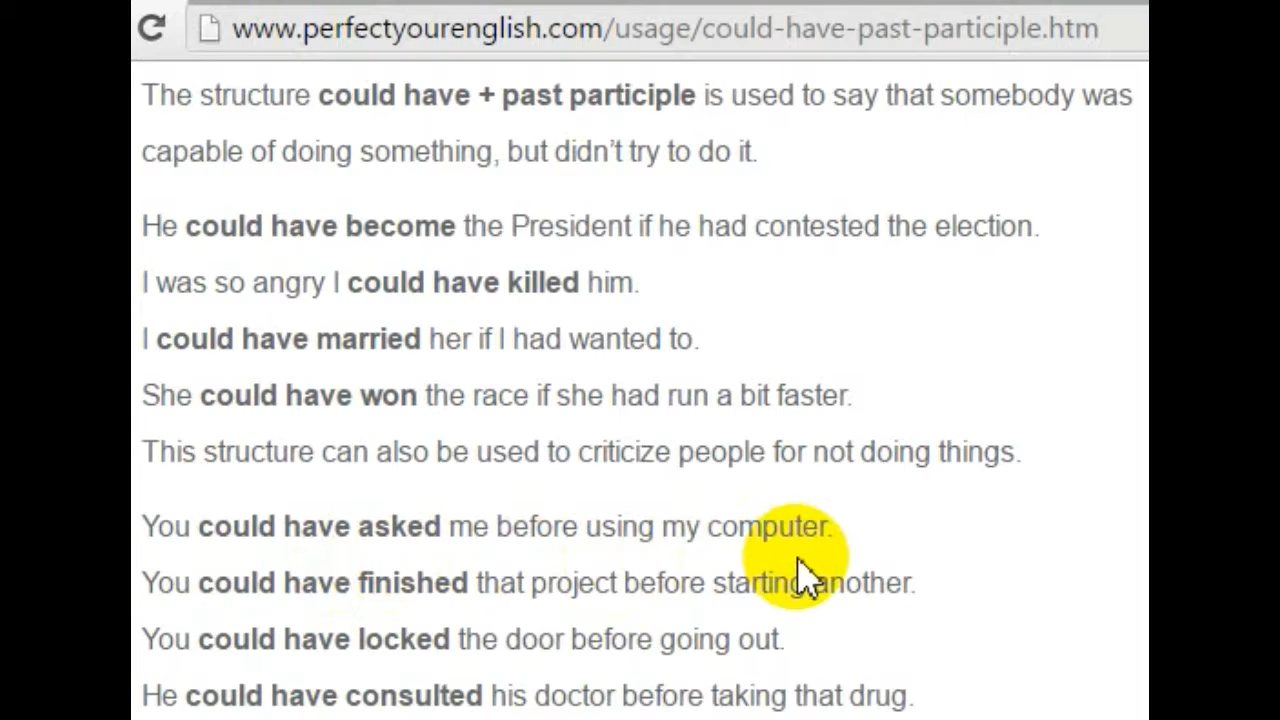 www.perfectyourenglish.com/usage/could-have-past-participle.htm
The structure could have + past participle is used to say that somebody was
capable of doing something, but didn’t try to do it.
He could have become the President if he had contested the election.
I was so angry I could have killed him.
I could have married her if I had wanted to.
She could have won the race if she had run a bit faster.
This structure can also be used to criticize people for not doing things.
You could have asked me before using my computer.
You could have finished that project before starting another.
You could have locked the door before going out.
He could have consulted his doctor before taking that drug.